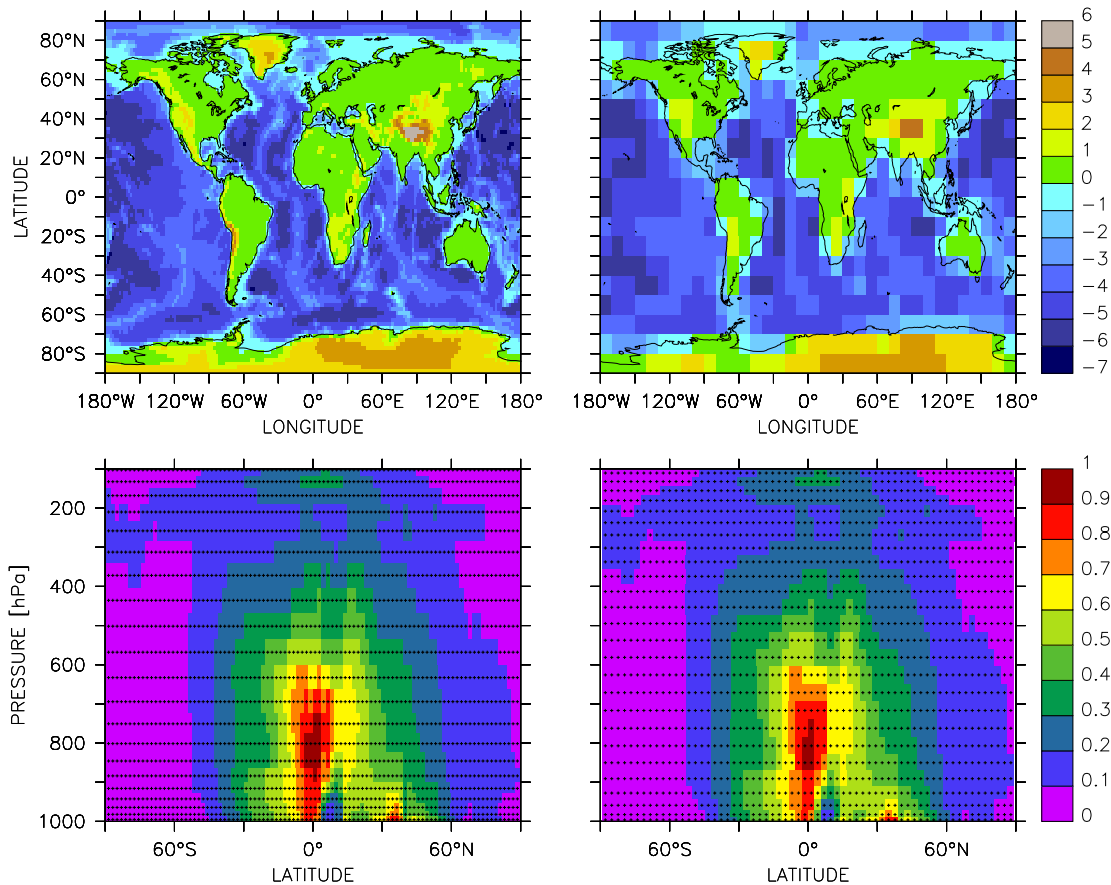 80°N
60°N
40°N
20°N
0°
20°S
40°S
60°S
80°S
LATITUDE
180°W 120°W 60°W 0° 60°E 120°E 180°
LONGITUDE
180°W 120°W 60°W 0° 60°E 120°E 180°
LONGITUDE
6
5
4
3
2
1
0
−1
−2
−3
−4
−5
−6
−7
200
400
600
800
1000
PRESSURE [hPa]
60°S 0° 60°N
LATITUDE
60°S 0° 60°N
LATITUDE
1
0.9
0.8
0.7
0.6
0.5
0.4
0.3
0.2
0.1
0